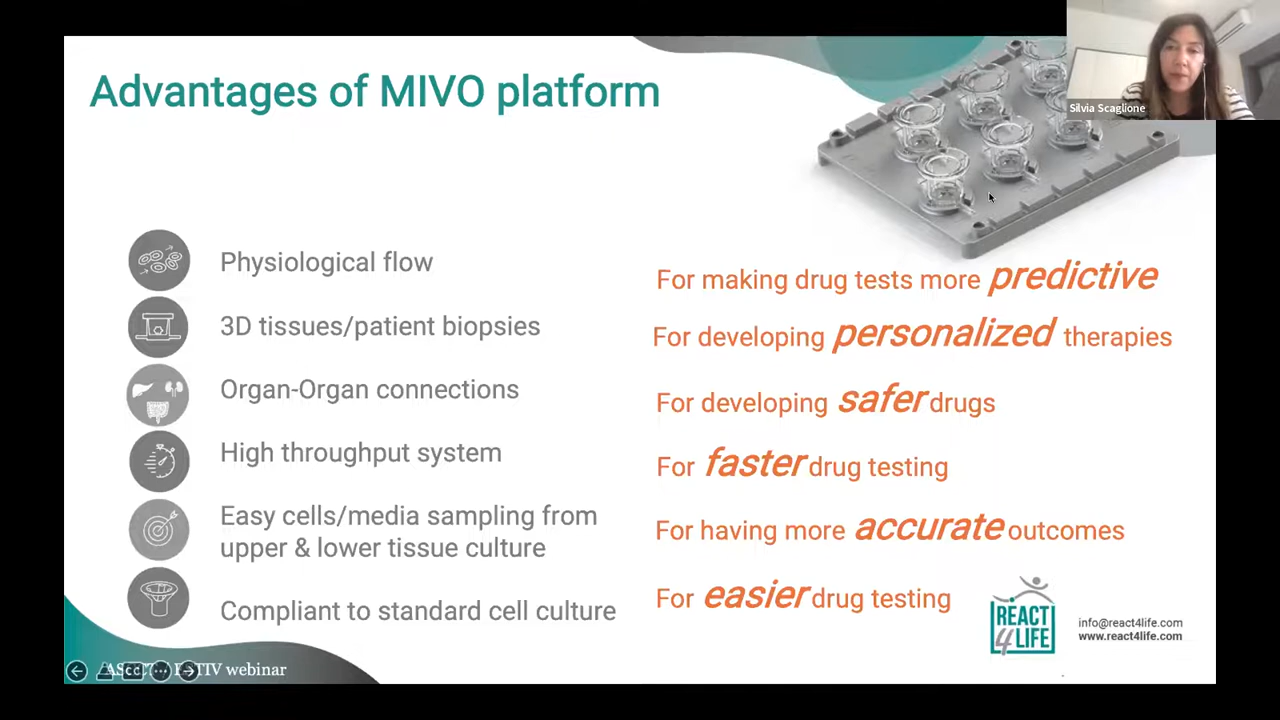 Advantages of MIVO platform
Silvia Scaglione
Physiological flow
For making drug tests more predictive
3D tissues/patient biopsies
For developing personalized therapies
Organ-Organ connections
For developing safer drugs
High throughput system
For faster drug testing
Easy cells/media sampling from
upper & lower tissue culture
For having more accurate outcomes
Compliant to standard cell culture
For easier drug testing
REACT
4 LIFE
info@react4life.com
www.react4life.com
webinar